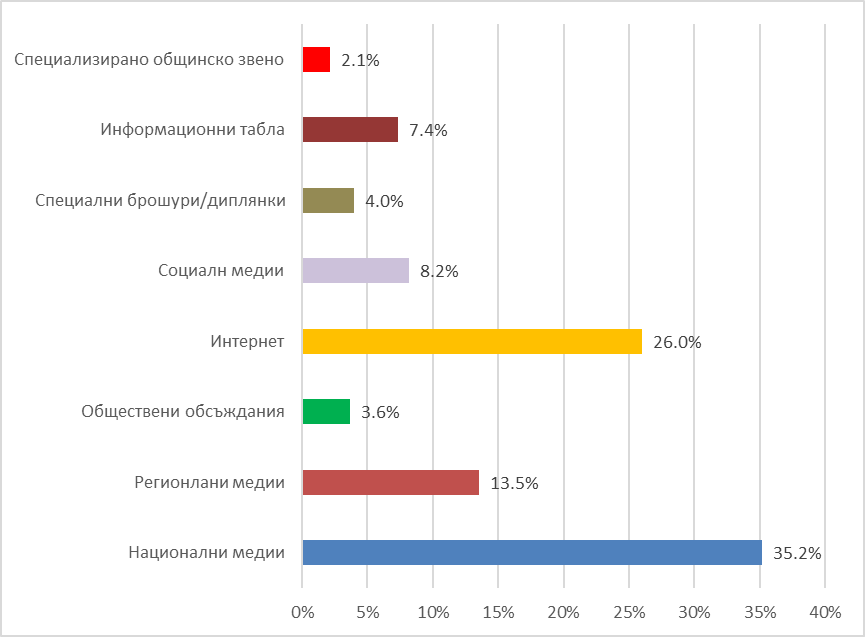 Специализирано общинско звено
2.1%
Информационни табла
7.4%
Специални брошури/диплянки
4.0%
Социалн медии
8.2%
Интернет
26.0%
Обществени обсъждания
3.6%
Регионлани медии
13.5%
Национални медии
35.2%
0% 5% 10% 15% 20% 25% 30% 35% 40%